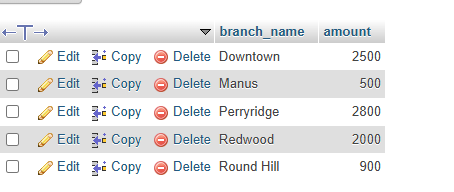 branch_name amount
Edit Copy Delete Downtown 2500
Edit Copy Delete Manus 500
Edit Copy Delete Perryridge 2800
Edit Copy Delete Redwood 2000
Edit Copy Delete Round Hill 900